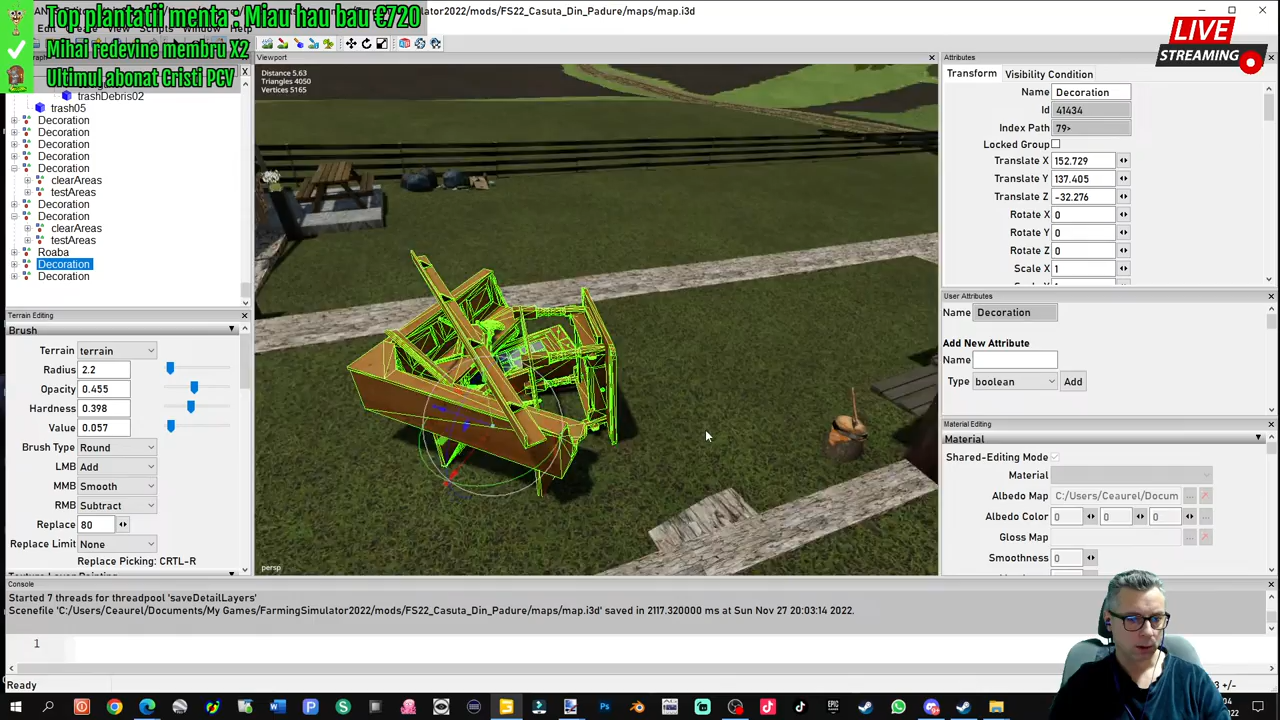 Top plantatii menta : Miau hau bau €720
Mihai redevine membru X2
Ultimul abonat Cristi PCV
ulator2022/mods/FS22_Casuta_Din_Padure/maps/map.i3d
LIVE
STREAMING
Scripts Window Help
Viewport
Distance 5.63
Triangles 4050
Vertices 5165
persp
trashDebris02
trash05
Decoration
Decoration
Decoration
Decoration
Decoration
clearAreas
testAreas
Decoration
Decoration
clearAreas
testAreas
Roaba
Decoration
Decoration
Terrain Editing
Brush
Terrain terrain
Radius 2.2
Opacity 0.455
Hardness 0.398
Value 0.057
Brush Type Round
LMB Add
MMB Smooth
RMB Subtract
Replace 80
Replace Limit None
Replace Picking: CRTL-R
Attributes
Transform Visibility Condition
Name Decoration
Id 41434
Index Path 79>
Locked Group
Translate X 152.729
Translate Y 137.405
Translate Z -32.276
Rotate X 0
Rotate Y 0
Rotate Z 0
Scale X 1
User Attributes
Name Decoration
Add New Attribute
Name
Type boolean Add
Material Editing
Material
Shared-Editing Mode
Material
Albedo Map C:/Users/Ceaurel/Docum ...
Albedo Color 0 0 0 ...
Gloss Map ...
Smoothness 0
Console
Started 7 threads for threadpool 'saveDetailLayers'
Scenefile 'C:/Users/Ceaurel/Documents/My Games/FarmingSimulator2022/mods/FS22_Casuta_Din_Padure/maps/map.i3d' saved in 2117.320000 ms at Sun Nov 27 20:03:14 2022.
1
Ready